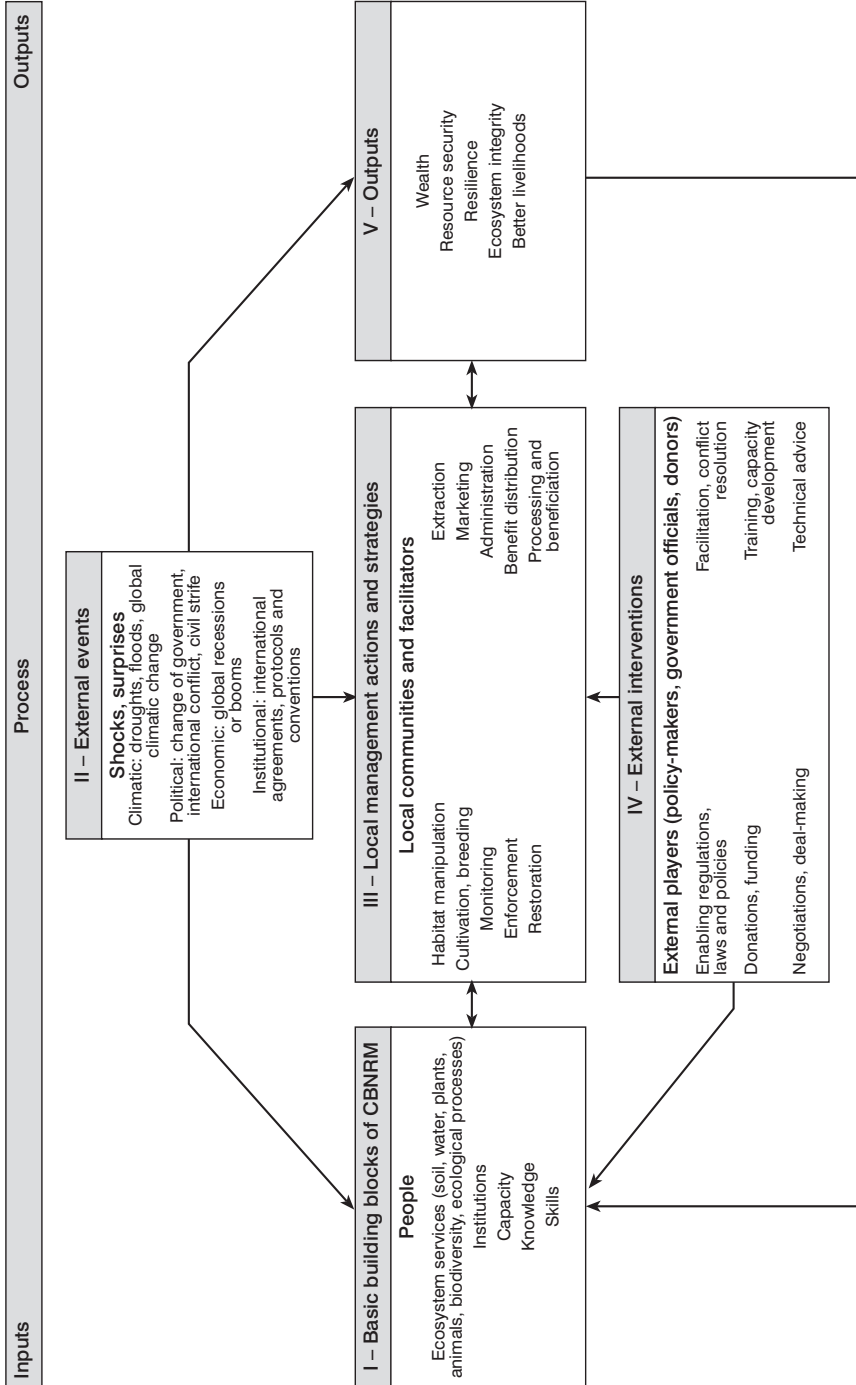 Inputs
Process
Outputs
II – External events
Shocks, surprises
Climatic: droughts, floods, global
climatic change
Political: change of government,
international conflict, civil strife
Economic: global recessions
or booms
Institutional: international
agreements, protocols and
conventions
I – Basic building blocks of CBNRM
People
Ecosystem services (soil, water, plants,
animals, biodiversity, ecological processes)
Institutions
Capacity
Knowledge
Skills
III – Local management actions and strategies
Local communities and facilitators
Habitat manipulation
Cultivation, breeding
Monitoring
Enforcement
Restoration
Extraction
Marketing
Administration
Benefit distribution
Processing and
beneficiation
V – Outputs
Wealth
Resource security
Resilience
Ecosystem integrity
Better livelihoods
IV – External interventions
External players (policy-makers, government officials, donors)
Enabling regulations,
laws and policies
Donations, funding
Negotiations, deal-making
Facilitation, conflict
resolution
Training, capacity
development
Technical advice